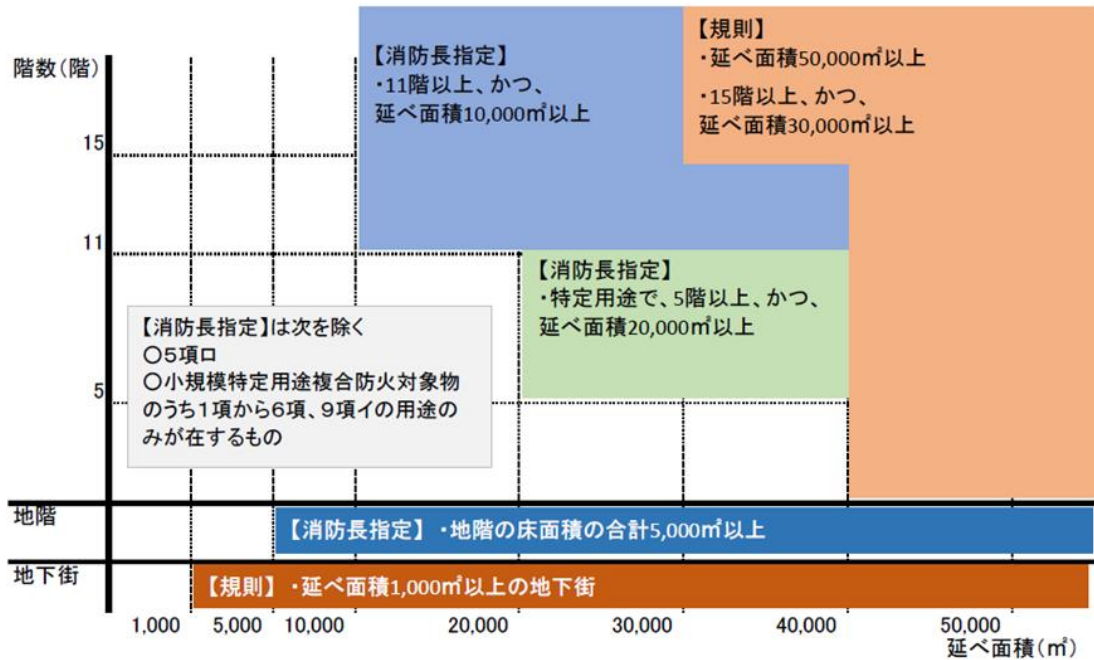 階数(階)
15
11
5
【消防長指定】
・11階以上、かつ、
延べ面積10,000㎡以上
【規則】
・延べ面積50,000㎡以上
・15階以上、かつ、
延べ面積30,000㎡以上
【消防長指定】
・特定用途で、5階以上、かつ、
延べ面積20,000㎡以上
【消防長指定】は次を除く
〇5項ロ
〇小規模特定用途複合防火対象物
のうち1項から6項、9項イの用途の
みが在するもの
地階
【消防長指定】・地階の床面積の合計5,000㎡以上
地下街
【規則】・延べ面積1,000㎡以上の地下街
1,000 5,000 10,000 20,000 30,000 40,000 50,000
延べ面積(㎡)